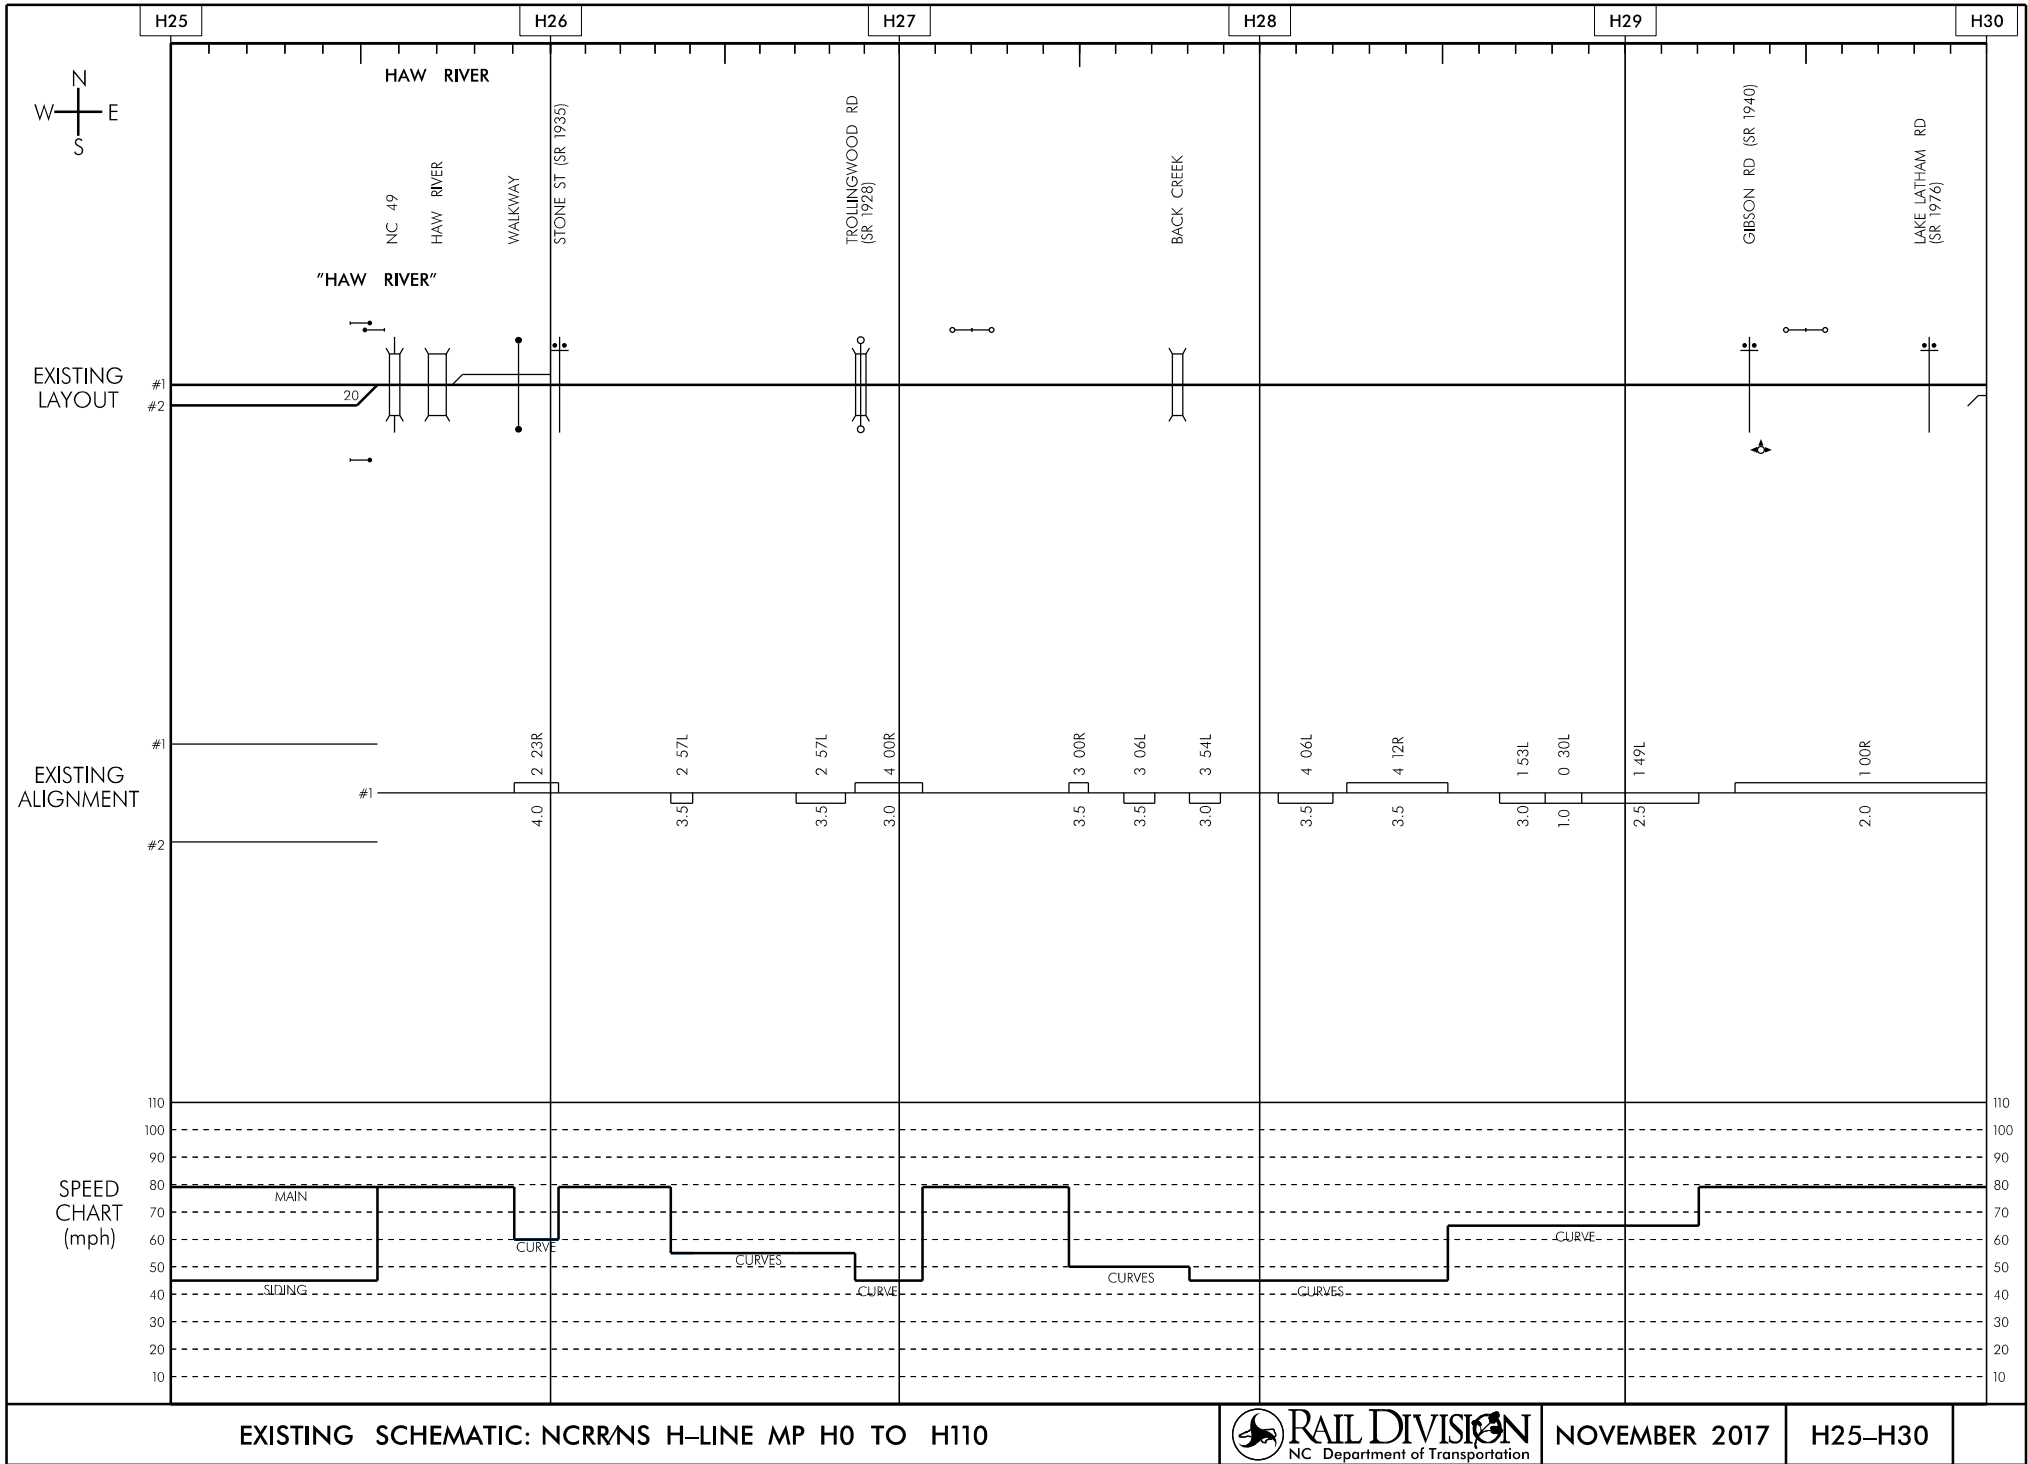 H25 H26 H27 H28 H29 H30
N
W E
S
HAW RIVER
NC 49
HAW RIVER
WALKWAY
STONE ST (SR 1935)
TROLLINGWOOD RD
(SR 1928)
BACK CREEK
GIBSON RD (SR 1940)
LAKE LATHAM RD
(SR 1976)
"HAW RIVER"
EXISTING
LAYOUT
#1
#2
20
EXISTING
ALIGNMENT
#1
#1
#2
2 23R
2 57L
2 57L
4 00R
3 00R
3 06L
3 54L
4 06L
4 12R
1 53L
0 30L
1 49L
1 00R
4.0
3.5
3.5
3.0
3.5
3.5
3.0
3.5
3.5
3.0
1.0
2.5
2.0
SPEED
CHART
(mph)
110
100
90
80
70
60
50
40
30
20
10
MAIN
SIDING
CURVE
CURVES
CURVE
CURVES
CURVES
CURVE
110
100
90
80
70
60
50
40
30
20
10
EXISTING SCHEMATIC: NCRR/NS H-LINE MP H0 TO H110
RAIL DIVISION
NC Department of Transportation
NOVEMBER 2017
H25-H30